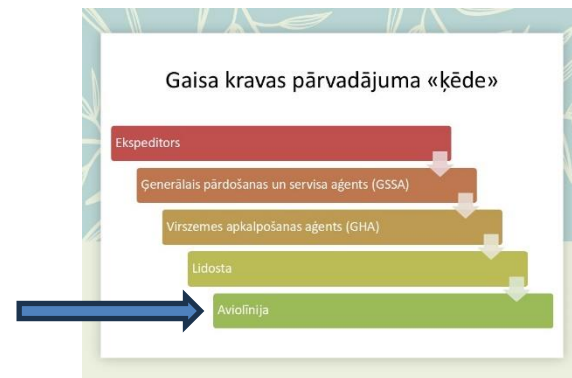 Gaisa kravas pārvadājuma «ķēde»
Ekspeditors
Ģenerālais pārdošanas un servisa aģents (GSSA)
Virszemes apkalpošanas aģents (GHA)
Lidosta
Aviolīnija